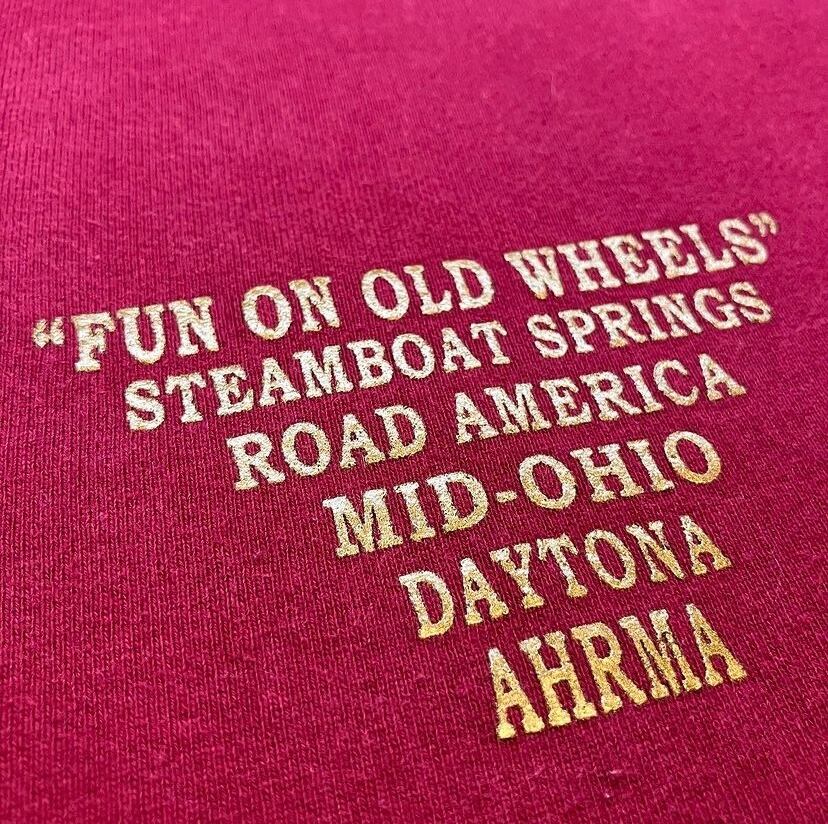 “FUN ON OLD WHEELS”
STEAMBOAT SPRINGS
ROAD AMERICA
MID-OHIO
DAYTONA
AHRMA